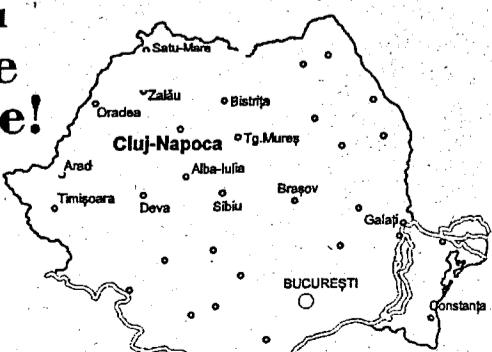 e!
Satu-Mare
Zalău
Bistrița
Oradea
Cluj-Napoca
Tg.Mureș
Arad
Alba-Iulia
Timișoara
Deva
Sibiu
Brașov
Galați
BUCUREȘTI
Constanța